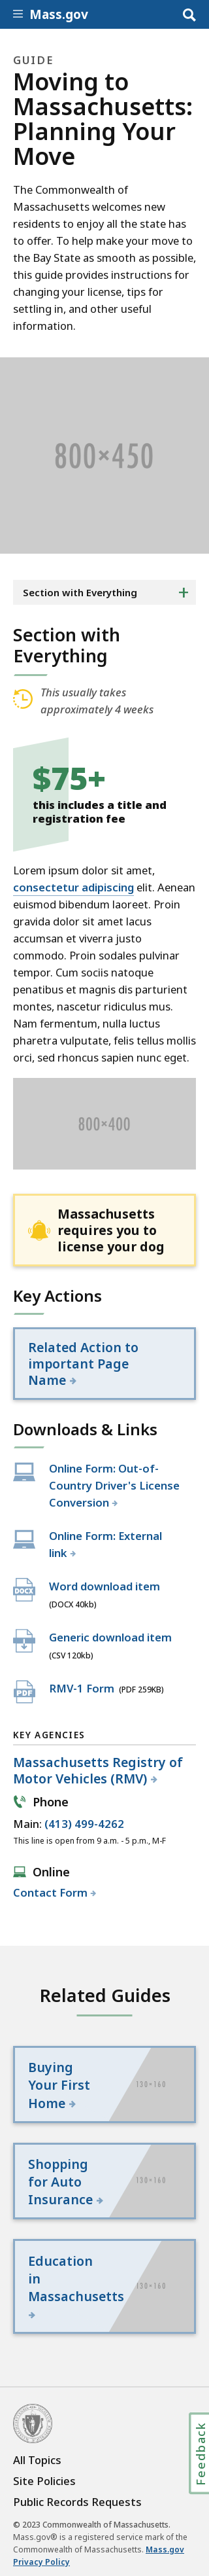 Mass.gov
GUIDE
Moving to
Massachusetts:
Planning Your
Move
The Commonwealth of
Massachusetts welcomes new
residents to enjoy all the state has
to offer. To help make your move to
the Bay State as smooth as possible,
this guide provides instructions for
changing your license, tips for
settling in, and other useful
information.
800×450
Section with Everything +
Section with
Everything
This usually takes
approximately 4 weeks
$75+
this includes a title and
registration fee
Lorem ipsum dolor sit amet,
consectetur adipiscing elit. Aenean
euismod bibendum laoreet. Proin
gravida dolor sit amet lacus
accumsan et viverra justo
commodo. Proin sodales pulvinar
tempor. Cum sociis natoque
penatibus et magnis dis parturient
montes, nascetur ridiculus mus.
Nam fermentum, nulla luctus
pharetra vulputate, felis tellus mollis
orci, sed rhoncus sapien nunc eget.
800×400
Massachusetts
requires you to
license your dog
Key Actions
Related Action to
important Page
Name
Downloads & Links
Online Form: Out-of-
Country Driver's License
Conversion
Online Form: External
link
DOCX
Word download item
(DOCX 40kb)
Generic download item
(CSV 120kb)
PDF
RMV-1 Form (PDF 259KB)
KEY AGENCIES
Massachusetts Registry of
Motor Vehicles (RMV)
Phone
Main: (413) 499-4262
This line is open from 9 a.m. - 5 p.m., M-F
Online
Contact Form
Related Guides
Buying
Your First
Home
130×160
Shopping
for Auto
Insurance
130×160
Education
in
Massachusetts
130×160
Feedback
All Topics
Site Policies
Public Records Requests
© 2023 Commonwealth of Massachusetts.
Mass.gov® is a registered service mark of the
Commonwealth of Massachusetts. Mass.gov
Privacy Policy